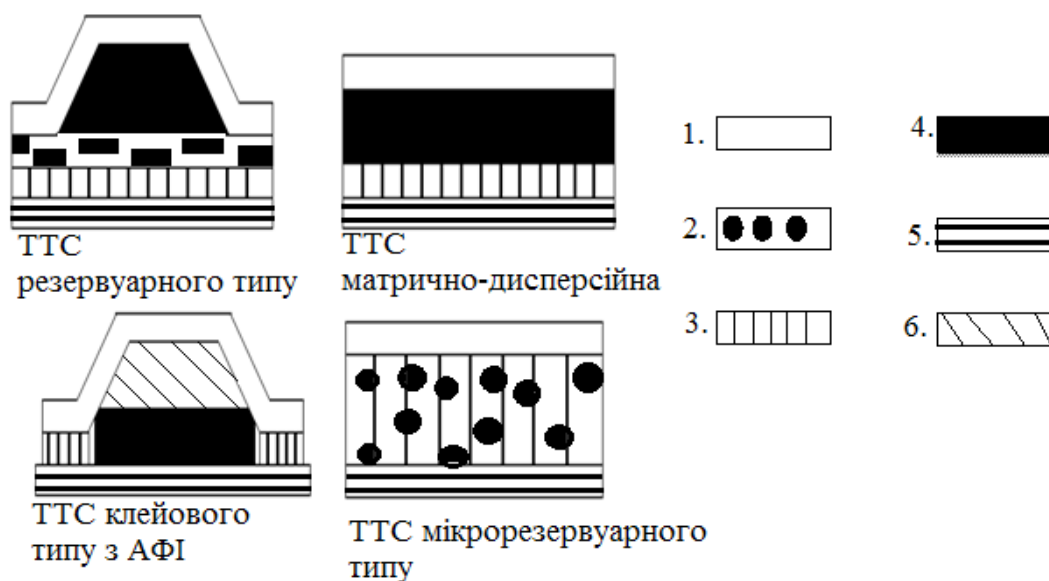 ТТС
резервуарного типу
ТТС
матрично-дисперсійна
1.
4.
2.
5.
3.
6.
ТТС клейового
типу з АФІ
ТТС мікрорезервуарного
типу